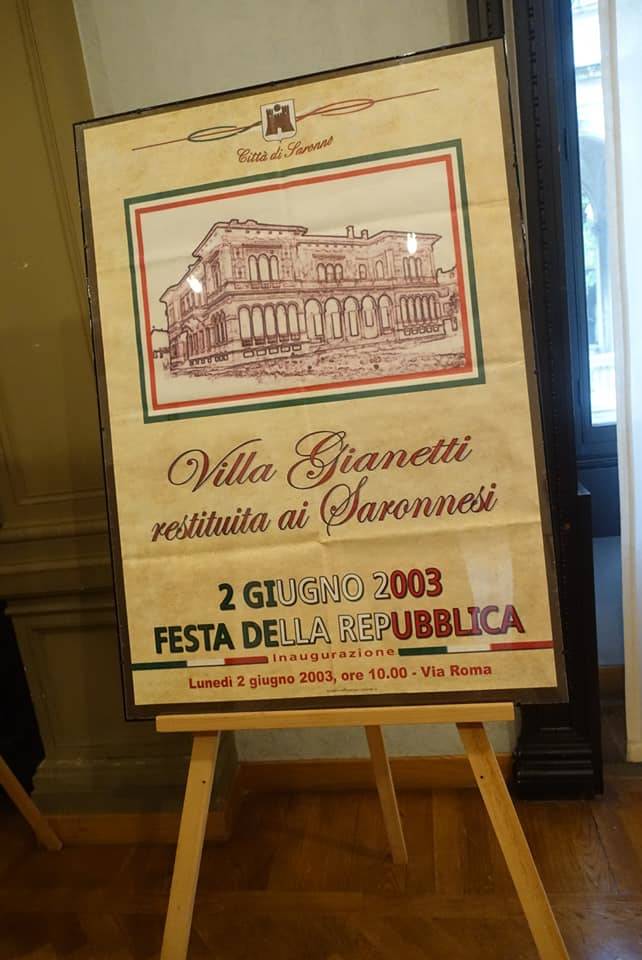 Città di Saronno
Villa Gianetti
restituita ai Saronnesi
2 GIUGNO 2003
FESTA DELLA REPUBBLICA
Inaugurazione
Lunedì 2 giugno 2003, ore 10.00 - Via Roma